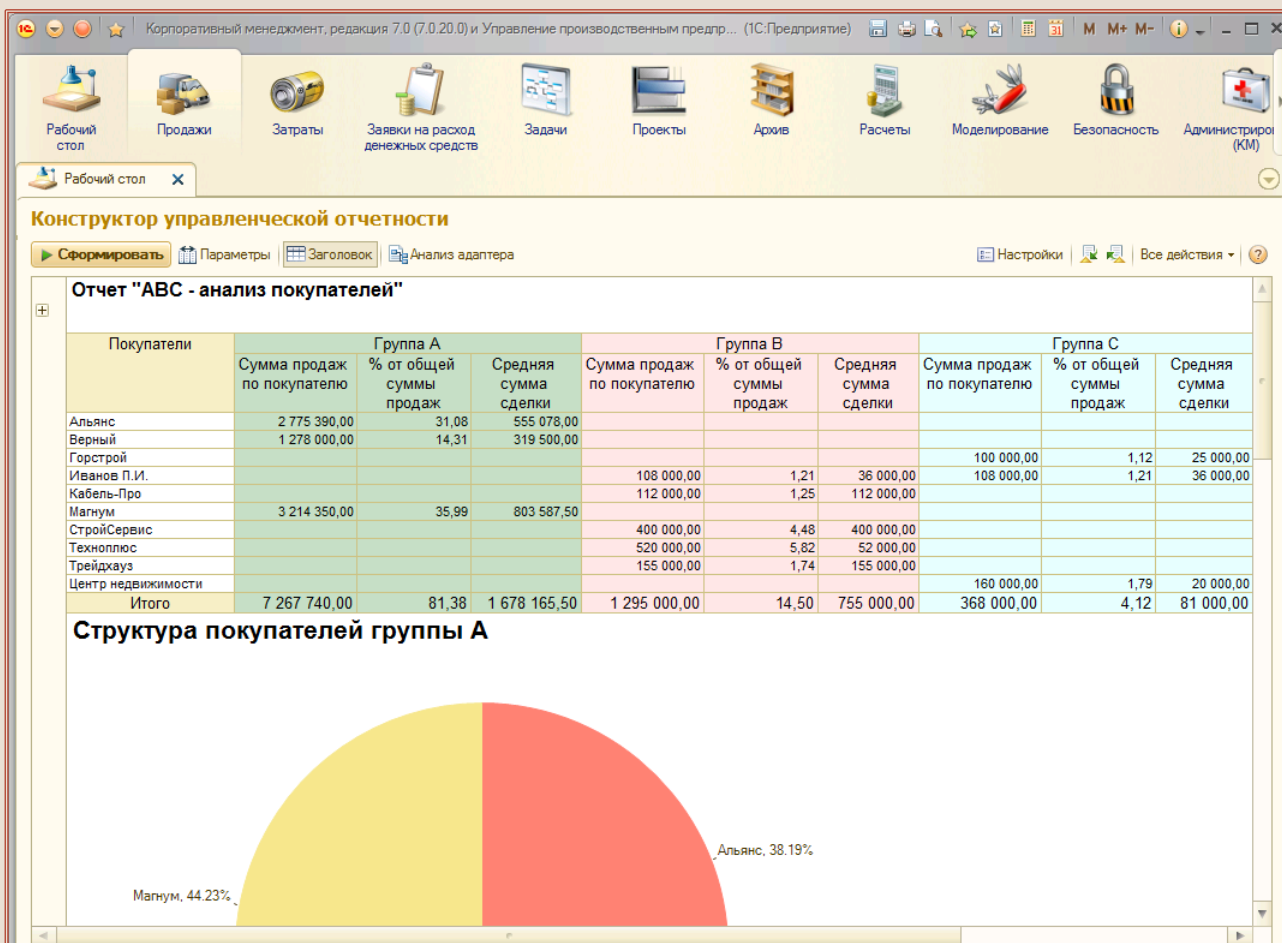 Корпоративный менеджмент, редакция 7.0 (7.0.20.0) и Управление производственным предпр... (1С:Предприятие) 31 M M+ M-
Рабочий стол
Продажи
Затраты
Заявки на расход денежных средств
Задачи
Проекты
Архив
Расчеты
Моделирование
Безопасность
Администриро
(КМ)
Рабочий стол X
Конструктор управленческой отчетности
Сформировать Параметры Заголовок Анализ адаптера Настройки Все действия
Отчет "АВС - анализ покупателей"
Покупатели Группа А Группа В Группа С
Сумма продаж по покупателю % от общей суммы продаж Средняя сумма сделки Сумма продаж по покупателю % от общей суммы продаж Средняя сумма сделки Сумма продаж по покупателю % от общей суммы продаж Средняя сумма сделки
Альянс 2 775 390,00 31,08 555 078,00
Верный 1 278 000,00 14,31 319 500,00
Горстрой 100 000,00 1,12 25 000,00
Иванов П.И. 108 000,00 1,21 36 000,00 108 000,00 1,21 36 000,00
Кабель-Про 112 000,00 1,25 112 000,00
Магнум 3 214 350,00 35,99 803 587,50
СтройСервис 400 000,00 4,48 400 000,00
Техноплюс 520 000,00 5,82 52 000,00
Трейдхауз 155 000,00 1,74 155 000,00
Центр недвижимости 160 000,00 1,79 20 000,00
Итого 7 267 740,00 81,38 1 678 165,50 1 295 000,00 14,50 755 000,00 368 000,00 4,12 81 000,00
Структура покупателей группы А
Альянс, 38.19%
Магнум, 44.23%